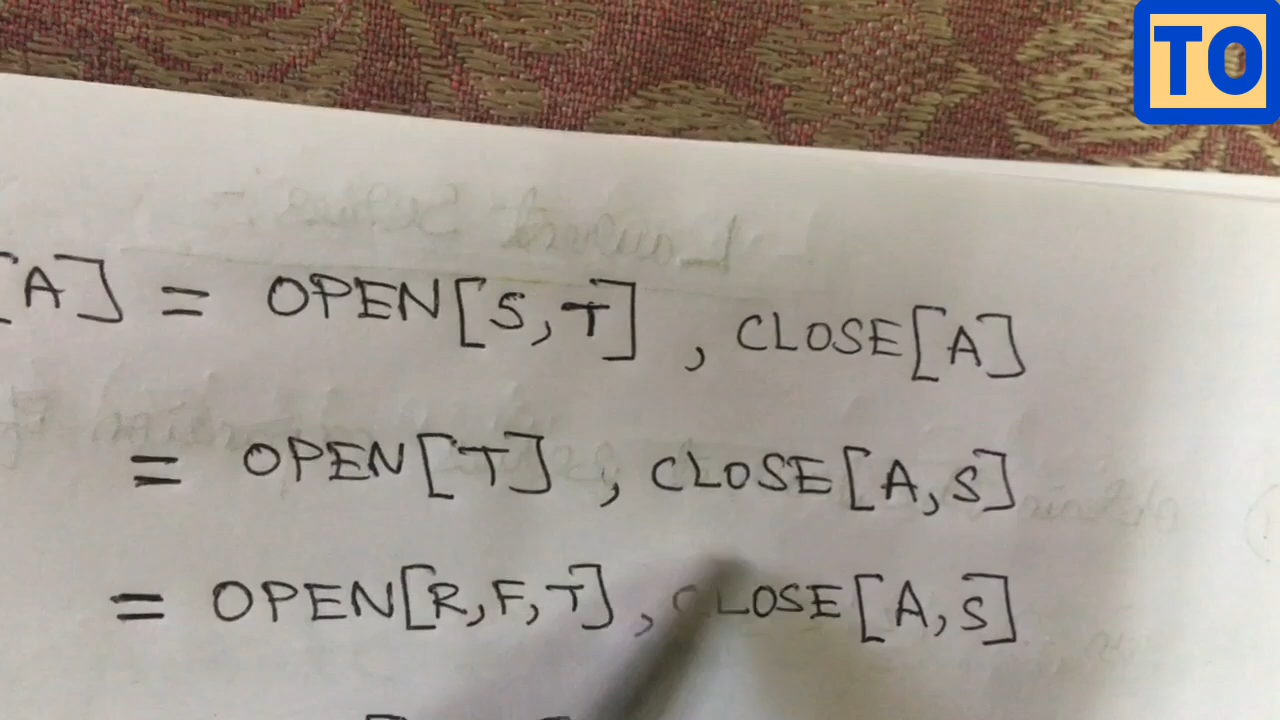 TO
[A] = OPEN[S,T] , CLOSE[A]
= OPEN[T] , CLOSE[A,S]
= OPEN[R,F,T] , CLOSE[A,S]